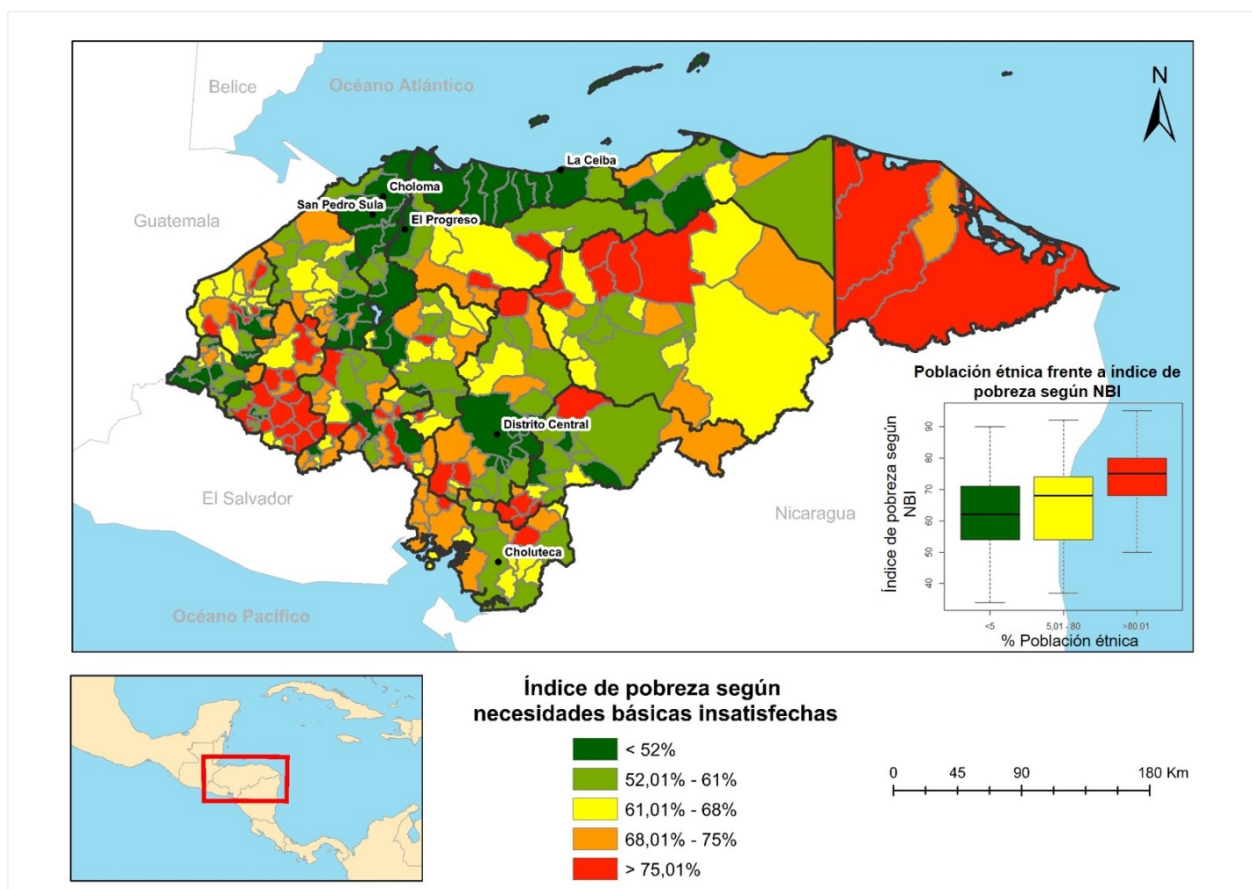 Belice
Océano Atlántico
N
La Ceiba
Choloma
San Pedro Sula
Guatemala
El Progreso
Distrito Central
El Salvador
Nicaragua
Choluteca
Océano Pacífico
Población étnica frente a índice de
pobreza según NBI
Índice de pobreza según
NBI
90
80
70
60
50
40
<5
5,01 - 80
>80.01
% Población étnica
Índice de pobreza según
necesidades básicas insatisfechas
< 52%
52,01% - 61%
61,01% - 68%
68,01% - 75%
> 75,01%
0 45 90 180 Km